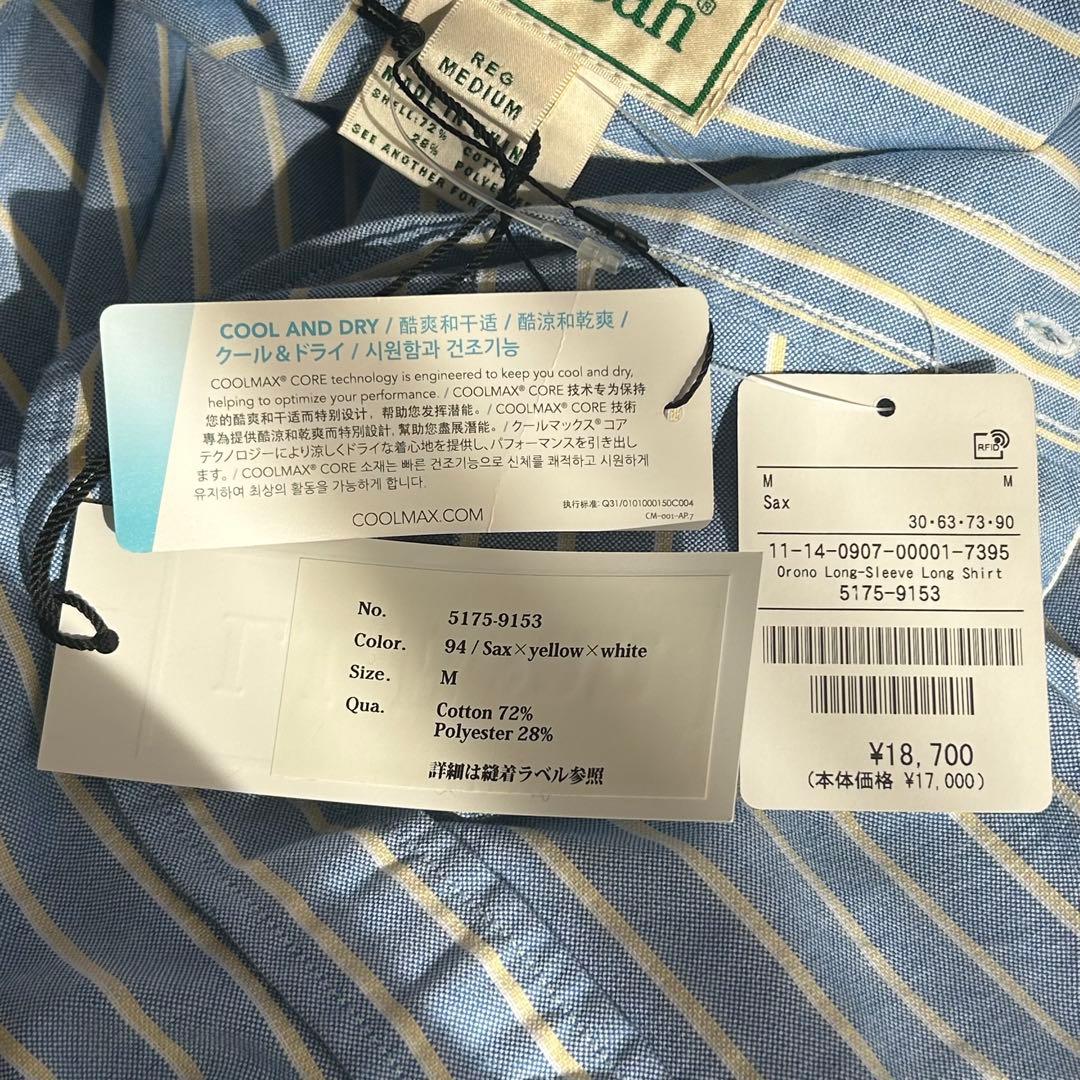 an®
REG
MEDIUM
MADE IN
SHELL: 72%
28%
SEE ANOTHER FOR
COOL AND DRY / 酷爽和干适 / 酷涼和乾爽 /
クール&ドライ / 시원함과 건조기능
COOLMAX® CORE technology is engineered to keep you cool and dry,
helping to optimize your performance. / COOLMAX® CORE 技术专为保持
您的酷爽和干适而特别设计，帮助您发挥潜能。/ COOLMAX® CORE 技術
專為提供酷涼和乾爽而特別設計，幫助您盡展潛能。/ クールマックス® コア
テクノロジーにより涼しくドライな着心地を提供し、パフォーマンスを引き出し
ます。/ COOLMAX® CORE 소재는 빠른 건조기능으로 신체를 쾌적하고 시원하게
유지하여 최상의 활동을 가능하게 합니다.
执行标准: Q31/0101000150C004
COOLMAX.COM
CM-001-AP.7
No. 5175-9153
Color. 94 / Sax×yellow×white
Size. M
Qua. Cotton 72%
Polyester 28%
詳細は縫着ラベル参照
RFID
M M
Sax
30・63・73・90
11-14-0907-00001-7395
Orono Long-Sleeve Long Shirt
5175-9153
¥18,700
(本体価格 ¥17,000)